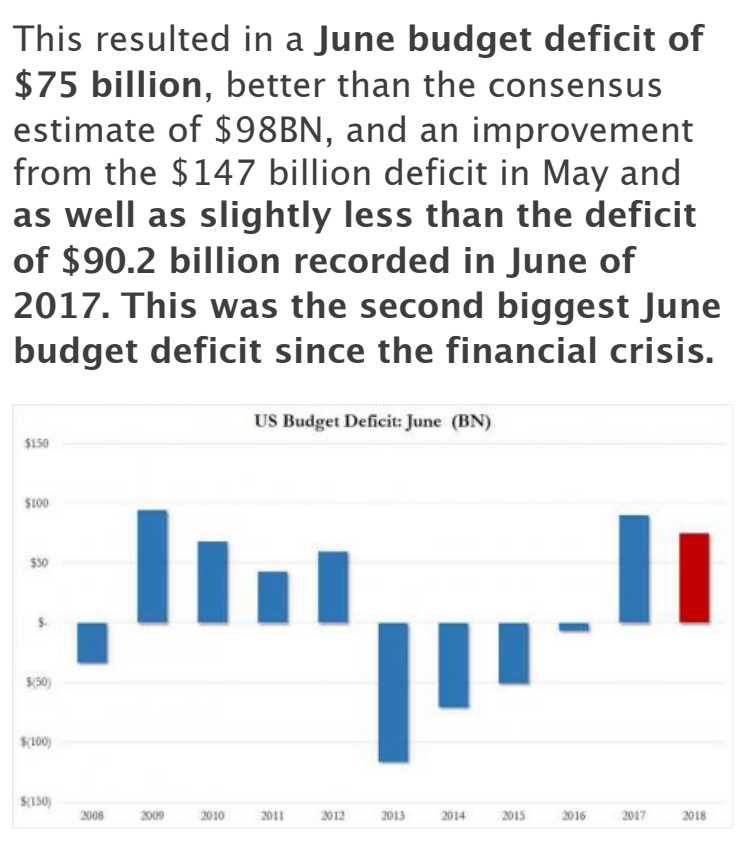 This resulted in a June budget deficit of
$75 billion, better than the consensus
estimate of $98BN, and an improvement
from the $147 billion deficit in May and
as well as slightly less than the deficit
of $90.2 billion recorded in June of
2017. This was the second biggest June
budget deficit since the financial crisis.
US Budget Deficit: June (BN)
$150
$100
$50
$-
$(50)
$(100)
$(150)
2008 2009 2010 2011 2012 2013 2014 2015 2016 2017 2018